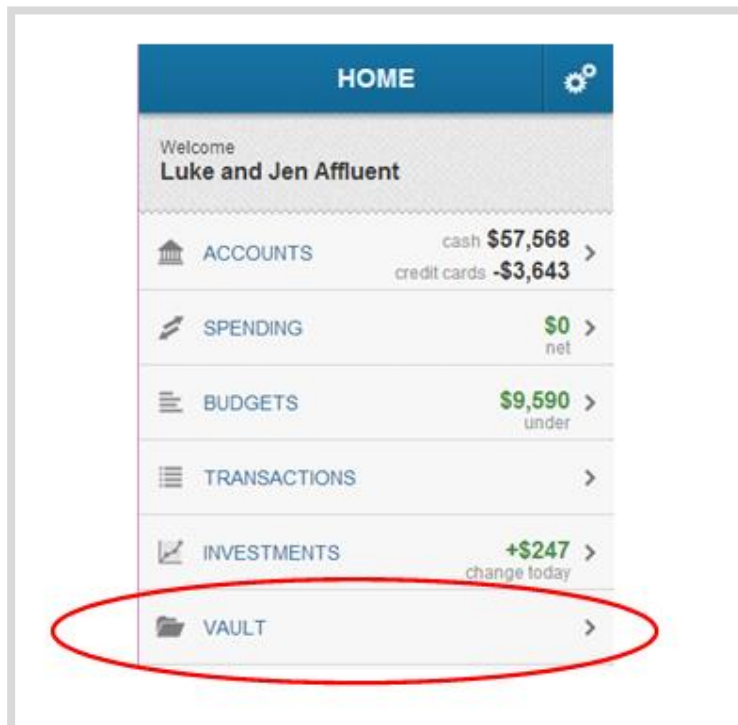 HOME
Welcome
Luke and Jen Affluent
ACCOUNTS cash $57,568
credit cards -$3,643
SPENDING $0
net
BUDGETS $9,590
under
TRANSACTIONS
INVESTMENTS +$247
change today
VAULT